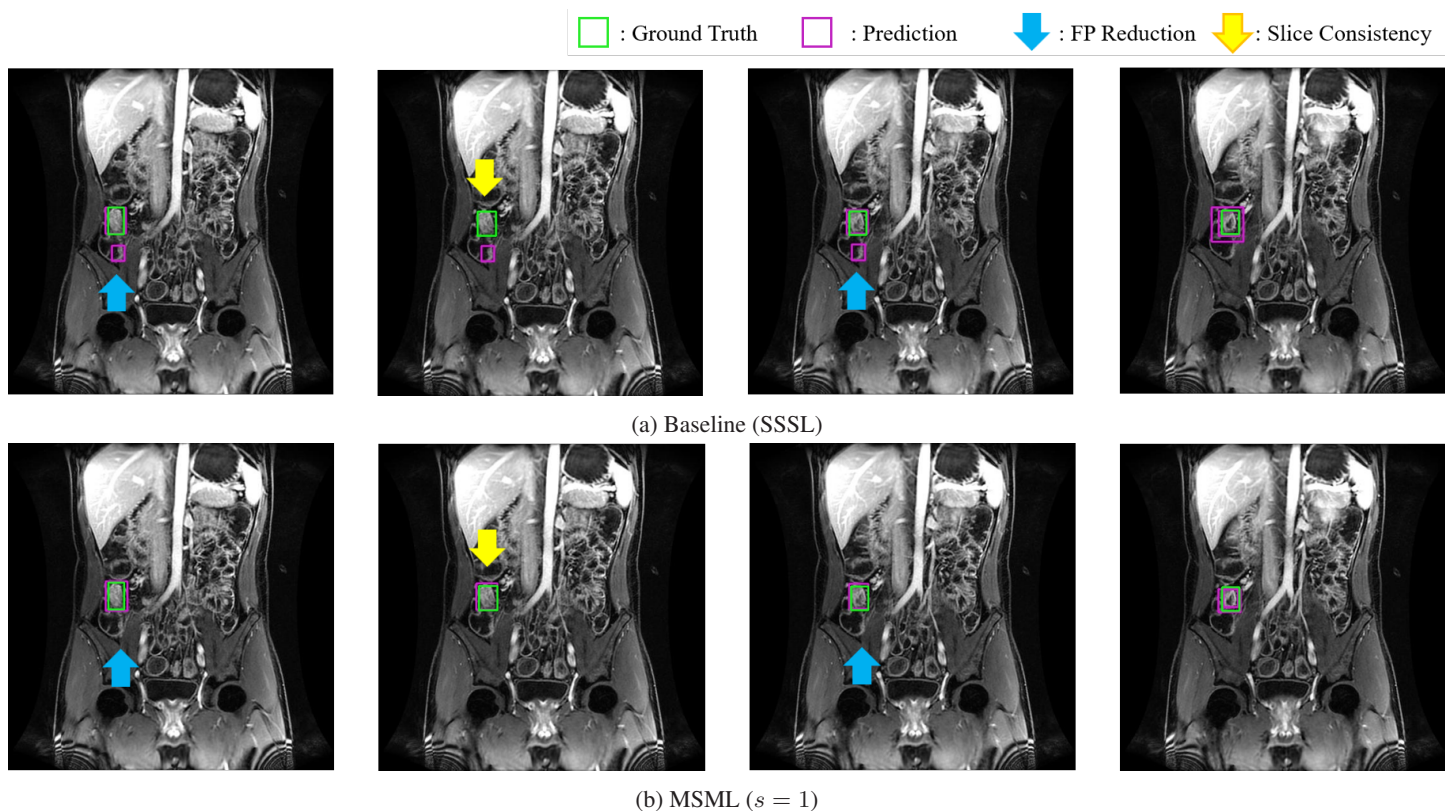 : Ground Truth : Prediction : FP Reduction : Slice Consistency
(a) Baseline (SSSL)
(b) MSML (s = 1)